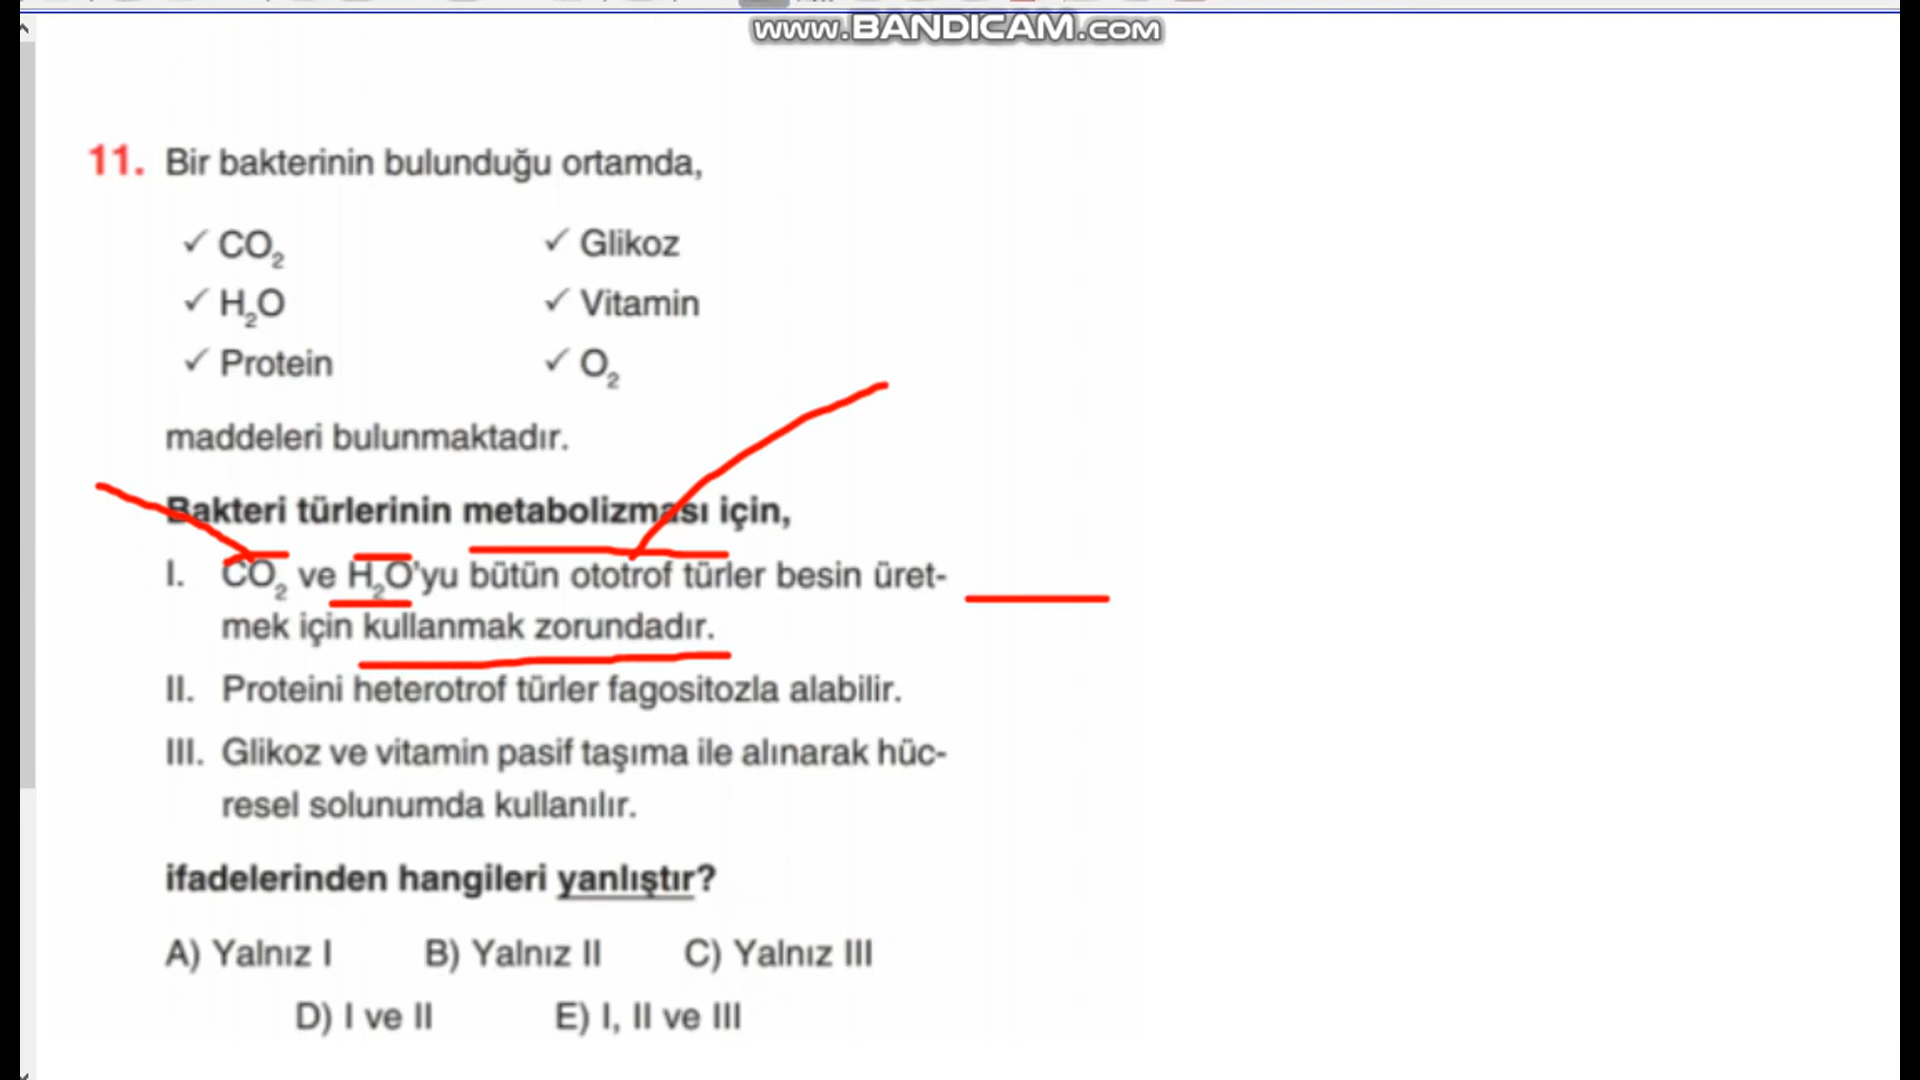 www.BANDICAM.com
11. Bir bakterinin bulunduğu ortamda,
✓ CO₂ ✓ Glikoz
✓ H₂O ✓ Vitamin
✓ Protein ✓ O₂
maddeleri bulunmaktadır.
Bakteri türlerinin metabolizması için,
I. CO₂ ve H₂O'yu bütün ototrof türler besin üret-
mek için kullanmak zorundadır.
II. Proteini heterotrof türler fagositozla alabilir.
III. Glikoz ve vitamin pasif taşıma ile alınarak hüc-
resel solunumda kullanılır.
ifadelerinden hangileri yanlıştır?
A) Yalnız I B) Yalnız II C) Yalnız III
D) I ve II E) I, II ve III